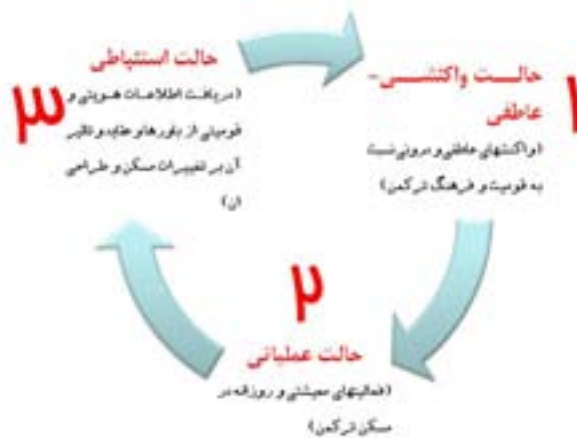 ۱
حالت واکنشی-
عاطفی
(واکنشهای عاطفی و درونی نسبت
به قومیت و فرهنگ ترکمن)
۲
حالت عملیاتی
(فعالیتهای معیشتی و روزانه در
مسکن ترکمن)
۳
حالت استنباطی
(دریافت اطلاعات هویتی و
قومیتی از باورها و عقاید و تاثیر
آن بر تغییرات مسکن و طراحی
ان)